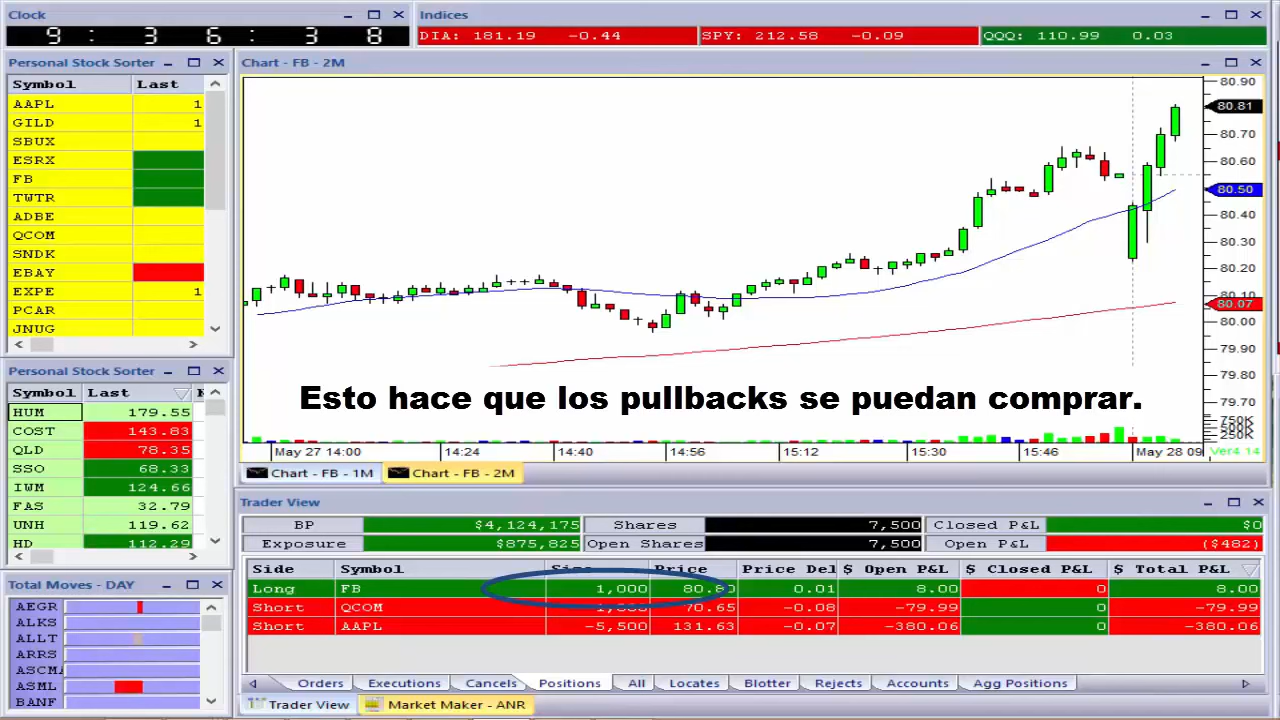 Clock
9 : 3 6 : 3 8
Indices
DIA: 181.19 -0.44
SPY: 212.58 -0.09
QQQ: 110.99 0.03
Personal Stock Sorter
Symbol Last
AAPL 1
GILD 1
SBUX
ESRX
FB
TWTR
ADBE
QCOM
SNDK
EBAY
EXPE 1
PCAR
JNUG
Chart - FB - 2M
80.90
80.81
80.70
80.60
80.50
80.40
80.30
80.20
80.10
80.07
80.00
79.90
79.80
79.70
750K
500K
250K
Esto hace que los pullbacks se puedan comprar.
May 27 14:00 14:24 14:40 14:56 15:12 15:30 15:46 May 28 09 Ver4 14
Chart - FB - 1M Chart - FB - 2M
Personal Stock Sorter
Symbol Last
HUM 179.55
COST 143.83
QLD 78.35
SSO 68.33
IWM 124.66
FAS 32.79
UNH 119.62
HD 112.29
Total Moves - DAY
AEGR
ALKS
ALLT
ARRS
ASCMA
ASML
BANF
Trader View
BP $4,124,175 Shares 7,500 Closed P&L $0
Exposure $875,825 Open Shares 7,500 Open P&L ($482)
Side Symbol Size Price Price Del $ Open P&L $ Closed P&L $ Total P&L
Long FB 1,000 80.80 0.01 8.00 0 8.00
Short QCOM 70.65 -0.08 -79.99 0 -79.99
Short AAPL -5,500 131.63 -0.07 -380.06 0 -380.06
Orders Executions Cancels Positions All Locates Blotter Rejects Accounts Agg Positions
Trader View Market Maker - ANR